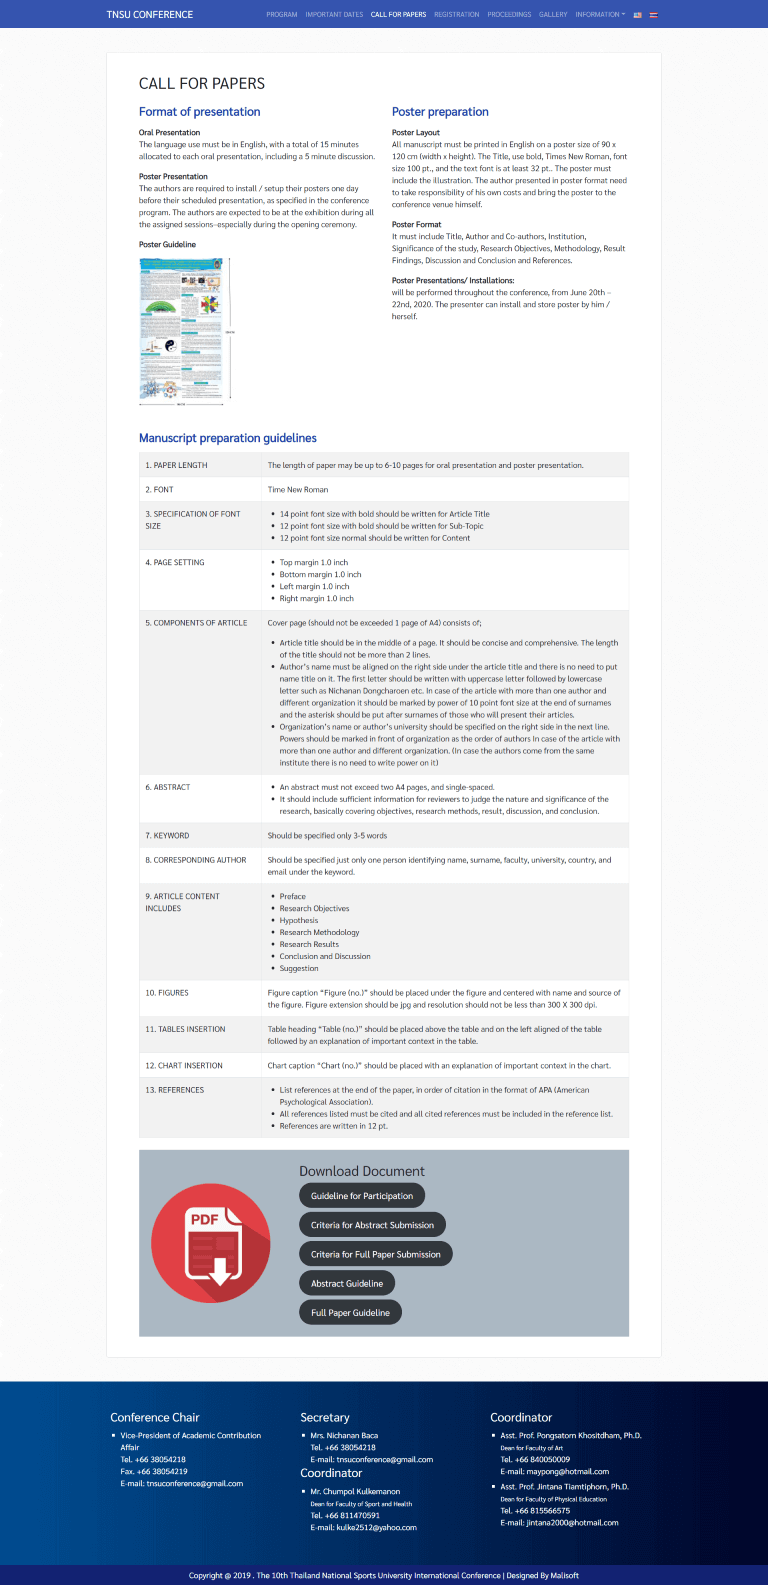 TNSU CONFERENCE
PROGRAM IMPORTANT DATES CALL FOR PAPERS REGISTRATION PROCEEDINGS GALLERY INFORMATION
CALL FOR PAPERS
Format of presentation
Oral Presentation
The language use must be in English, with a total of 15 minutes
allocated to each oral presentation, including a 5 minute discussion.
Poster Presentation
The authors are required to install / setup their posters one day
before their scheduled presentation, as specified in the conference
program. The authors are expected to be at the exhibition during all
the assigned sessions–especially during the opening ceremony.
Poster Guideline
Poster preparation
Poster Layout
All manuscript must be printed in English on a poster size of 90 x
120 cm (width x height). The Title, use bold, Times New Roman, font
size 100 pt., and the text font is at least 32 pt.. The poster must
include the illustration. The author presented in poster format need
to take responsibility of his own costs and bring the poster to the
conference venue himself.
Poster Format
It must include Title, Author and Co-authors, Institution,
Significance of the study, Research Objectives, Methodology, Result
Findings, Discussion and Conclusion and References.
Poster Presentations/ Installations:
will be performed throughout the conference, from June 20th –
22nd, 2020. The presenter can install and store poster by him /
herself.
Manuscript preparation guidelines
1. PAPER LENGTH
The length of paper may be up to 6-10 pages for oral presentation and poster presentation.
2. FONT
Time New Roman
3. SPECIFICATION OF FONT
SIZE
• 14 point font size with bold should be written for Article Title
• 12 point font size with bold should be written for Sub-Topic
• 12 point font size normal should be written for Content
4. PAGE SETTING
• Top margin 1.0 inch
• Bottom margin 1.0 inch
• Left margin 1.0 inch
• Right margin 1.0 inch
5. COMPONENTS OF ARTICLE
Cover page (should not be exceeded 1 page of A4) consists of;
• Article title should be in the middle of a page. It should be concise and comprehensive. The length
of the title should not be more than 2 lines.
• Author's name must be aligned on the right side under the article title and there is no need to put
name title on it. The first letter should be written with uppercase letter followed by lowercase
letter such as Nichanan Dongcharoen etc. In case of the article with more than one author and
different organization it should be marked by power of 10 point font size at the end of surnames
and the asterisk should be put after surnames of those who will present their articles.
• Organization's name or author's university should be specified on the right side in the next line.
Powers should be marked in front of organization as the order of authors In case of the article with
more than one author and different organization. (In case the authors come from the same
institute there is no need to write power on it)
6. ABSTRACT
• An abstract must not exceed two A4 pages, and single-spaced.
• It should include sufficient information for reviewers to judge the nature and significance of the
research, basically covering objectives, research methods, result, discussion, and conclusion.
7. KEYWORD
Should be specified only 3-5 words
8. CORRESPONDING AUTHOR
Should be specified just only one person identifying name, surname, faculty, university, country, and
email under the keyword.
9. ARTICLE CONTENT
INCLUDES
• Preface
• Research Objectives
• Hypothesis
• Research Methodology
• Research Results
• Conclusion and Discussion
• Suggestion
10. FIGURES
Figure caption "Figure (no.)" should be placed under the figure and centered with name and source of
the figure. Figure extension should be jpg and resolution should not be less than 300 X 300 dpi.
11. TABLES INSERTION
Table heading "Table (no.)" should be placed above the table and on the left aligned of the table
followed by an explanation of important context in the table.
12. CHART INSERTION
Chart caption "Chart (no.)" should be placed with an explanation of important context in the chart.
13. REFERENCES
• List references at the end of the paper, in order of citation in the format of APA (American
Psychological Association).
• All references listed must be cited and all cited references must be included in the reference list.
• References are written in 12 pt.
PDF
Download Document
Guideline for Participation
Criteria for Abstract Submission
Criteria for Full Paper Submission
Abstract Guideline
Full Paper Guideline
Conference Chair
Vice-President of Academic Contribution
Affair
Tel. +66 38054218
Fax. +66 38054219
E-mail: tnsuconference@gmail.com
Secretary
Mrs. Nichanan Baca
Tel. +66 38054218
E-mail: tnsuconference@gmail.com
Coordinator
Mr. Chumpol Kulkemanon
Dean for Faculty of Sport and Health
Tel. +66 811470591
E-mail: kulke2512@yahoo.com
Coordinator
Asst. Prof. Pongsatorn Khositdham, Ph.D.
Dean for Faculty of Art
Tel. +66 840050009
E-mail: maypong@hotmail.com
Asst. Prof. Jintana Tiamtiphorn, Ph.D.
Dean for Faculty of Physical Education
Tel. +66 815566575
E-mail: jintana2000@hotmail.com
Copyright @ 2019 . The 10th Thailand National Sports University International Conference | Designed By Malisoft